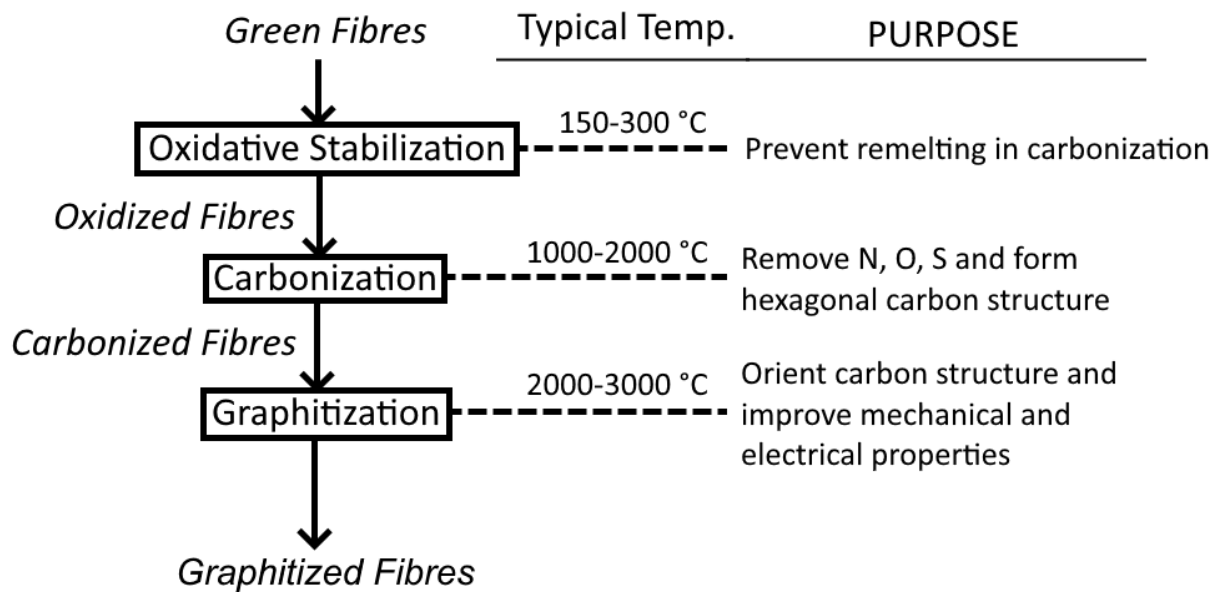 Green Fibres
Typical Temp.
PURPOSE
Oxidative Stabilization
150-300 °C
Prevent remelting in carbonization
Oxidized Fibres
Carbonization
1000-2000 °C
Remove N, O, S and form
hexagonal carbon structure
Carbonized Fibres
Graphitization
2000-3000 °C
Orient carbon structure and
improve mechanical and
electrical properties
Graphitized Fibres